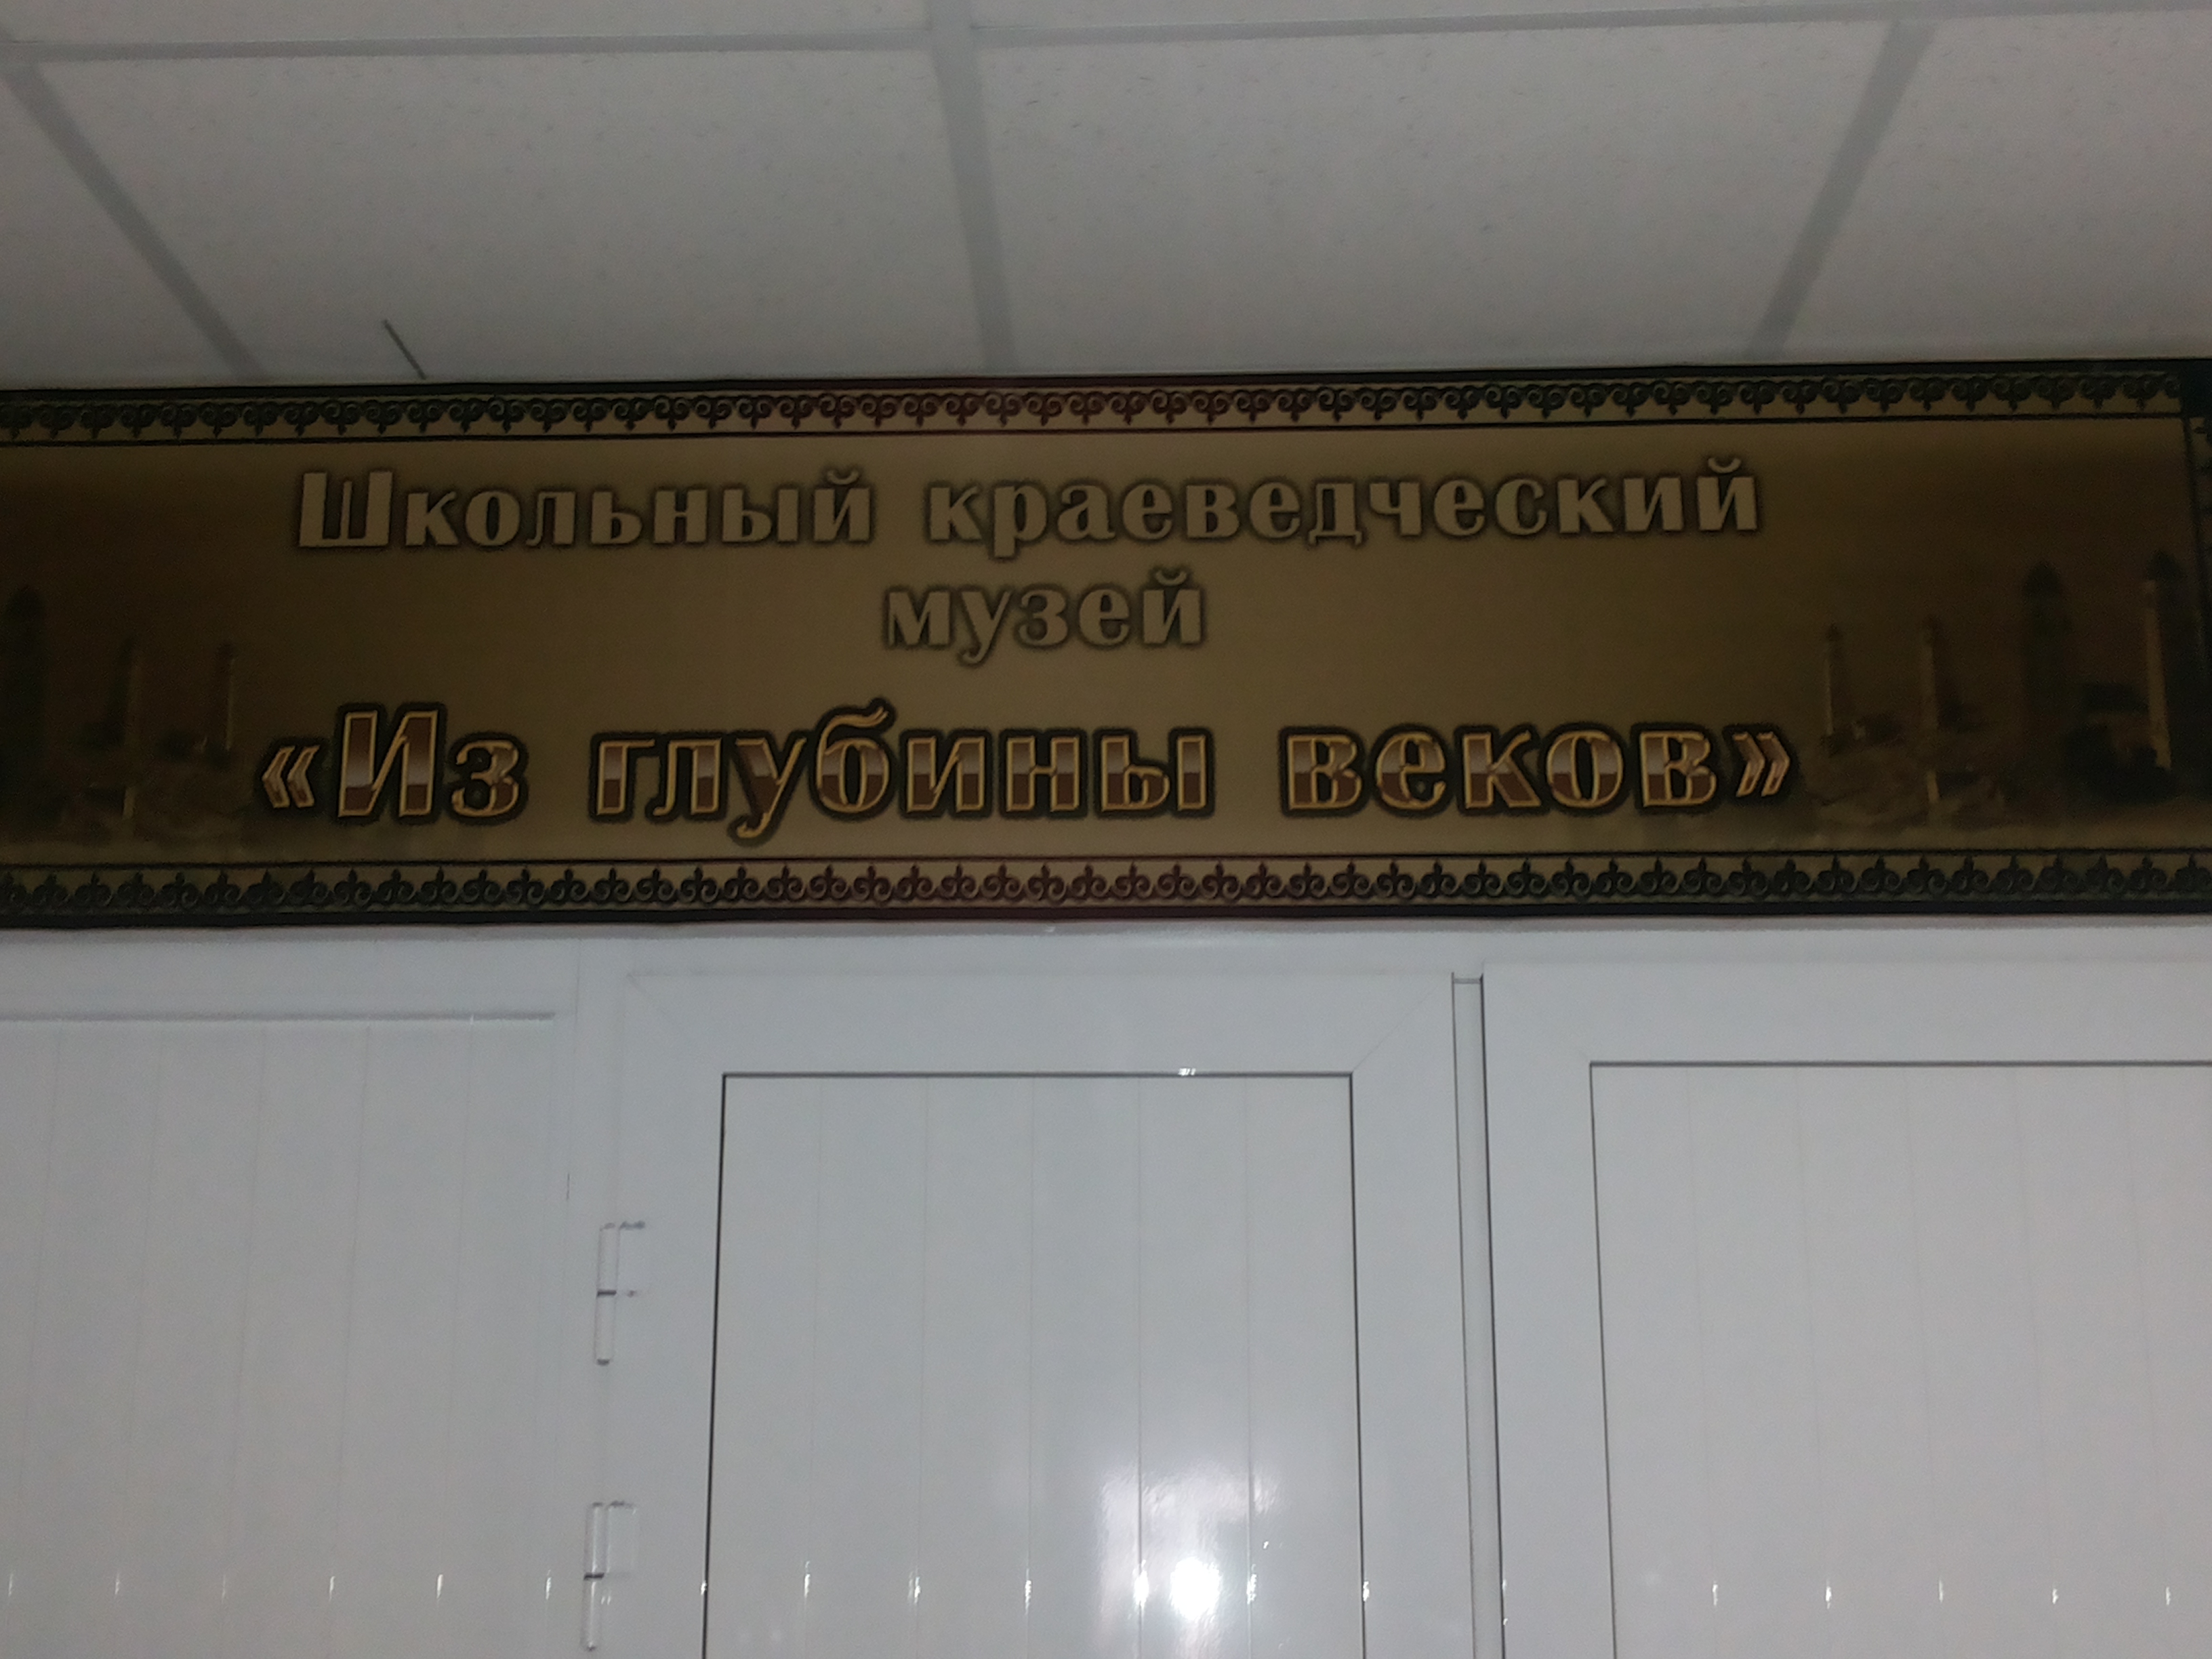 Школьный краеведческий
музей
«Из глубины веков»